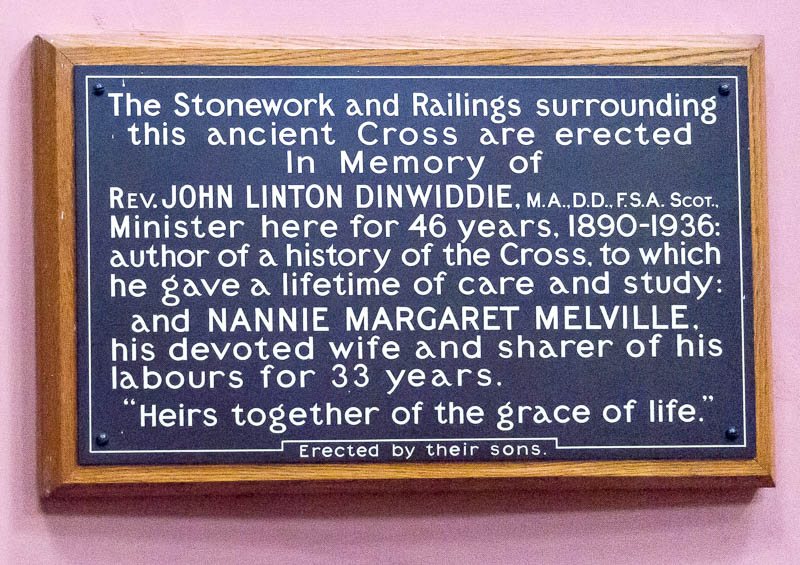 The Stonework and Railings surrounding
this ancient Cross are erected
In Memory of
REV. JOHN LINTON DINWIDDIE, M.A., D.D., F.S.A. SCOT.,
Minister here for 46 years, 1890-1936:
author of a history of the Cross, to which
he gave a lifetime of care and study:
and NANNIE MARGARET MELVILLE,
his devoted wife and sharer of his
labours for 33 years.
“Heirs together of the grace of life.”
Erected by their sons.